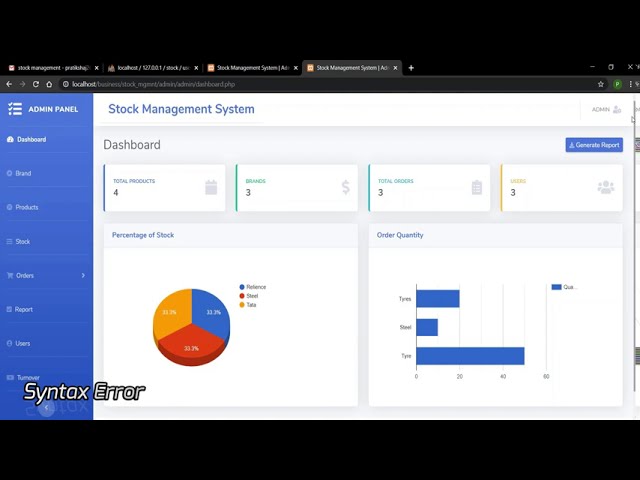 stock management - pratiksha
localhost / 127.0.0.1 / stock / us
Stock Management System | Ad
Stock Management System | Ad
localhost/business/stock_mgmt/admin/admin/dashboard.php
P
ADMIN PANEL
Stock Management System
ADMIN
Dashboard
Dashboard
Generate Report
Brand
TOTAL PRODUCTS
4
BRANDS
3
TOTAL ORDERS
3
USERS
3
Products
Stock
Percentage of Stock
Order Quantity
Orders
Relience
Steel
Tata
33.3%
33.3%
33.3%
Qua...
Tyres
Steel
Tyre
0 20 40 60
Report
Users
Turnover
Syntax Error